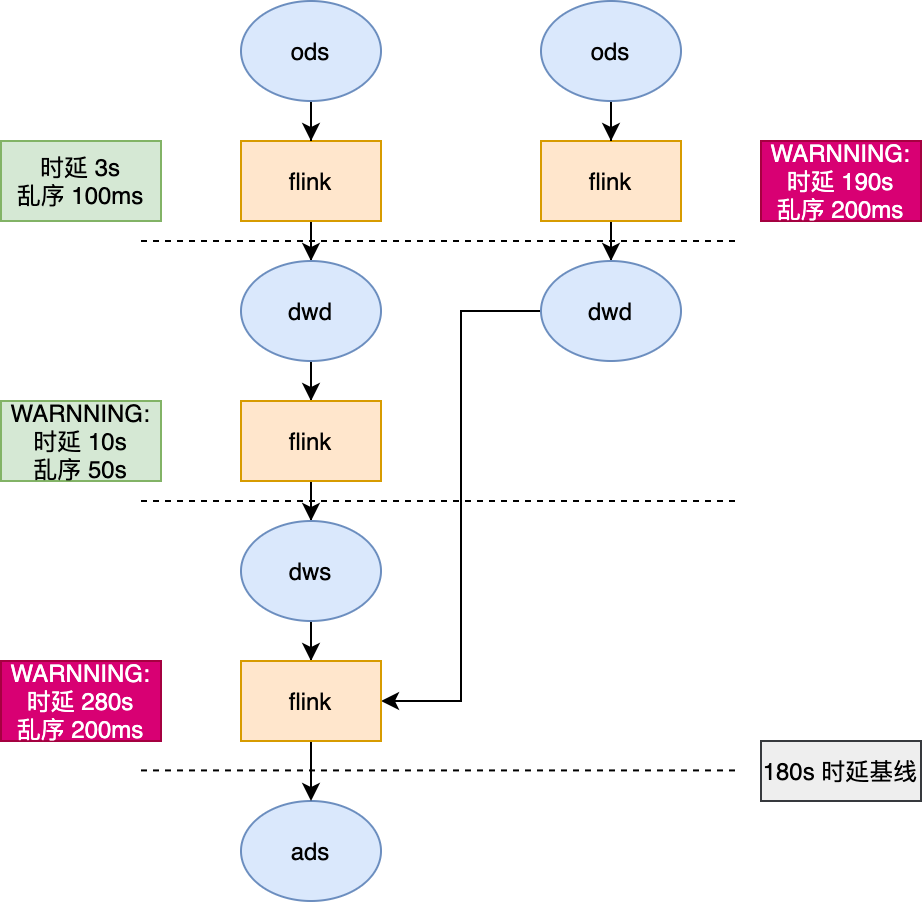 ods
ods
时延 3s
乱序 100ms
flink
flink
WARNNING:
时延 190s
乱序 200ms
dwd
dwd
WARNNING:
时延 10s
乱序 50s
flink
dws
WARNNING:
时延 280s
乱序 200ms
flink
180s 时延基线
ads